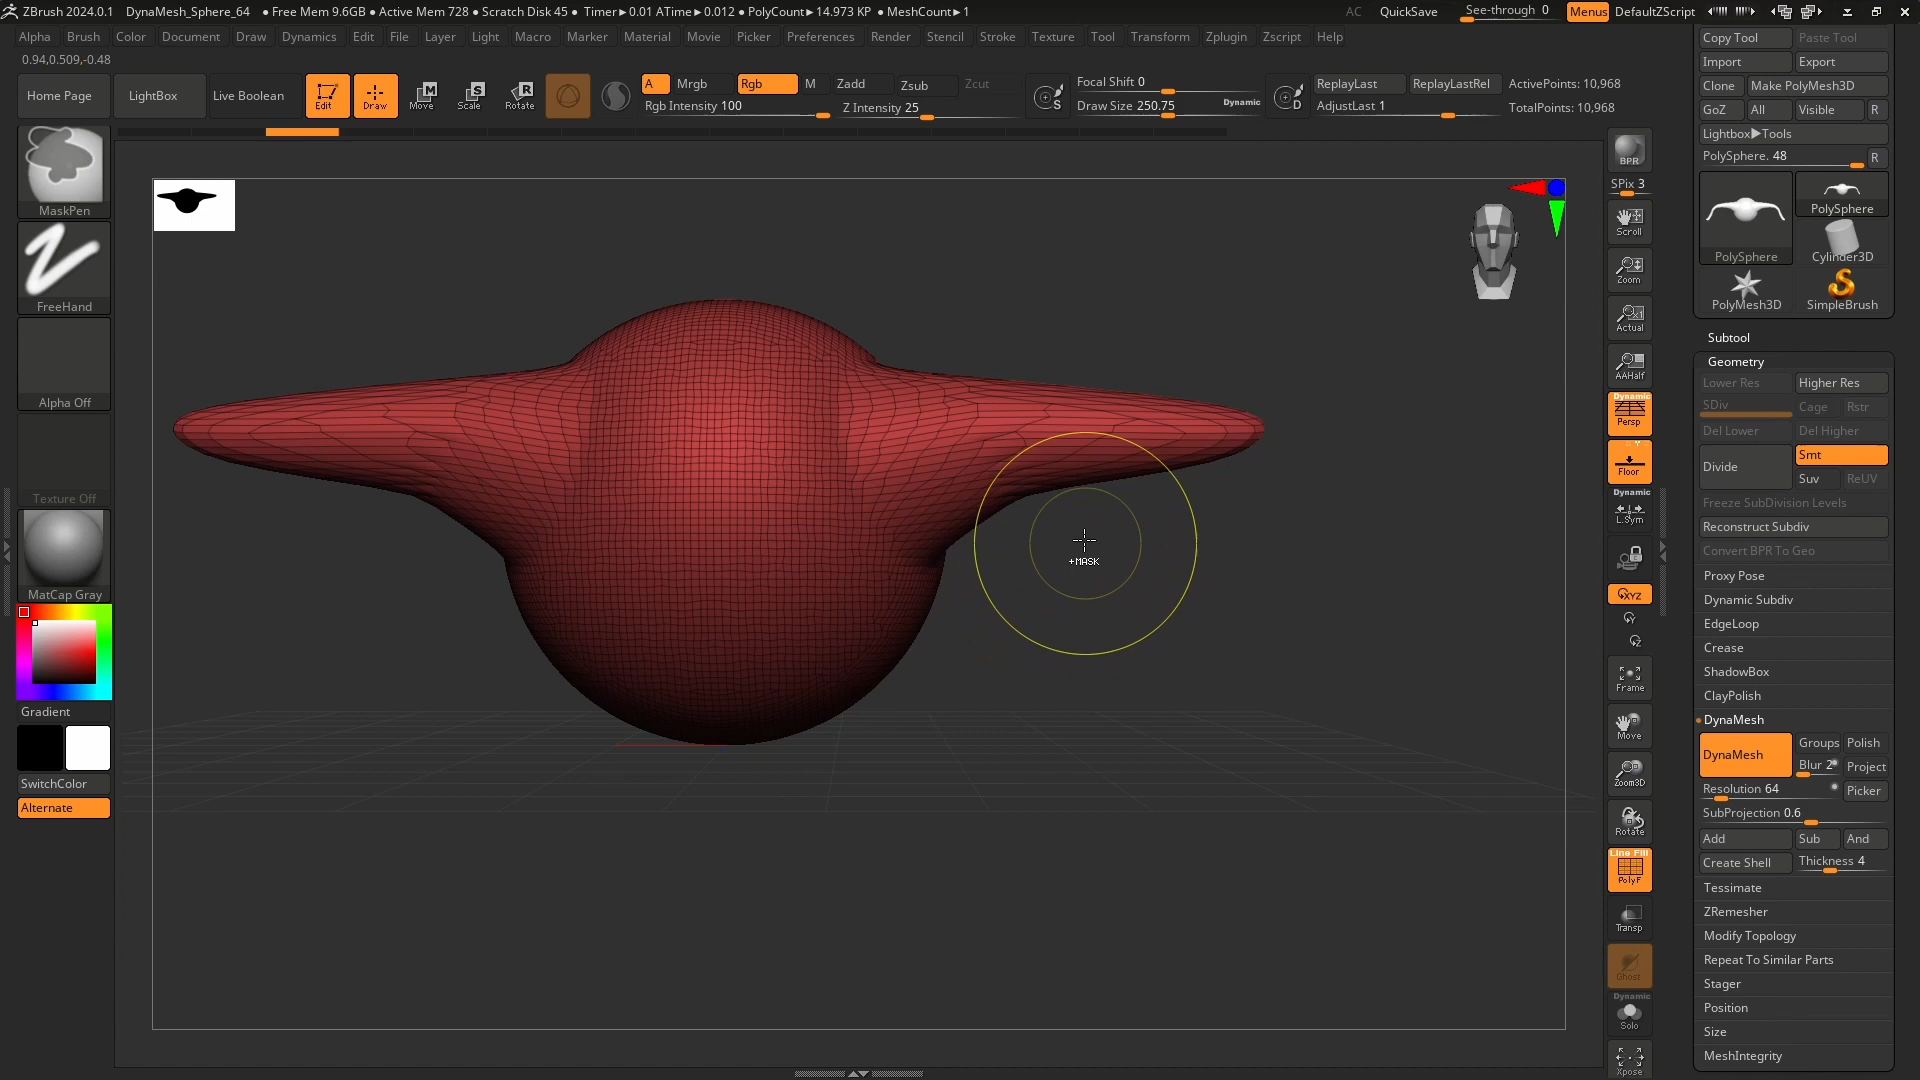 ZBrush 2024.0.1 DynaMesh_Sphere_64 ● Free Mem 9.6GB ● Active Mem 728 ● Scratch Disk 45 ● Timer►0.01 ATime►0.012 ● PolyCount►14.973 KP ● MeshCount►1 AC QuickSave See-through 0 Menus DefaultZScript
Alpha Brush Color Document Draw Dynamics Edit File Layer Light Macro Marker Material Movie Picker Preferences Render Stencil Stroke Texture Tool Transform Zplugin Zscript Help
0.94,0.509,-0.48
Home Page LightBox Live Boolean Edit Draw Move Scale Rotate
M S R
A Mrgb Rgb M Zadd Zsub Zcut
Rgb Intensity 100 Z Intensity 25
S Focal Shift 0
Draw Size 250.75 Dynamic
D ReplayLast ReplayLastRel ActivePoints: 10,968
AdjustLast 1 TotalPoints: 10,968
MaskPen
FreeHand
Alpha Off
Texture Off
MatCap Gray
Gradient
SwitchColor
Alternate
+MASK
BPR
SPix 3
Scroll
Zoom
Actual
AAHalf
Dynamic
Persp
Floor
Dynamic
L.Sym
XYZ
Y
Z
Frame
Move
Zoom3D
Rotate
Line Fill
PolyF
Transp
Ghost
Dynamic
Solo
Xpose
Copy Tool Paste Tool
Import Export
Clone Make PolyMesh3D
GoZ All Visible R
Lightbox►Tools
PolySphere. 48 R
PolySphere PolySphere
Cylinder3D
PolyMesh3D SimpleBrush
Subtool
Geometry
Lower Res Higher Res
SDiv Cage Rstr
Del Lower Del Higher
Divide Smt
Suv ReUV
Freeze SubDivision Levels
Reconstruct Subdiv
Convert BPR To Geo
Proxy Pose
Dynamic Subdiv
EdgeLoop
Crease
ShadowBox
ClayPolish
DynaMesh
DynaMesh Groups Polish
Blur 2 Project
Resolution 64 Picker
SubProjection 0.6
Add Sub And
Create Shell Thickness 4
Tessimate
ZRemesher
Modify Topology
Repeat To Similar Parts
Stager
Position
Size
MeshIntegrity